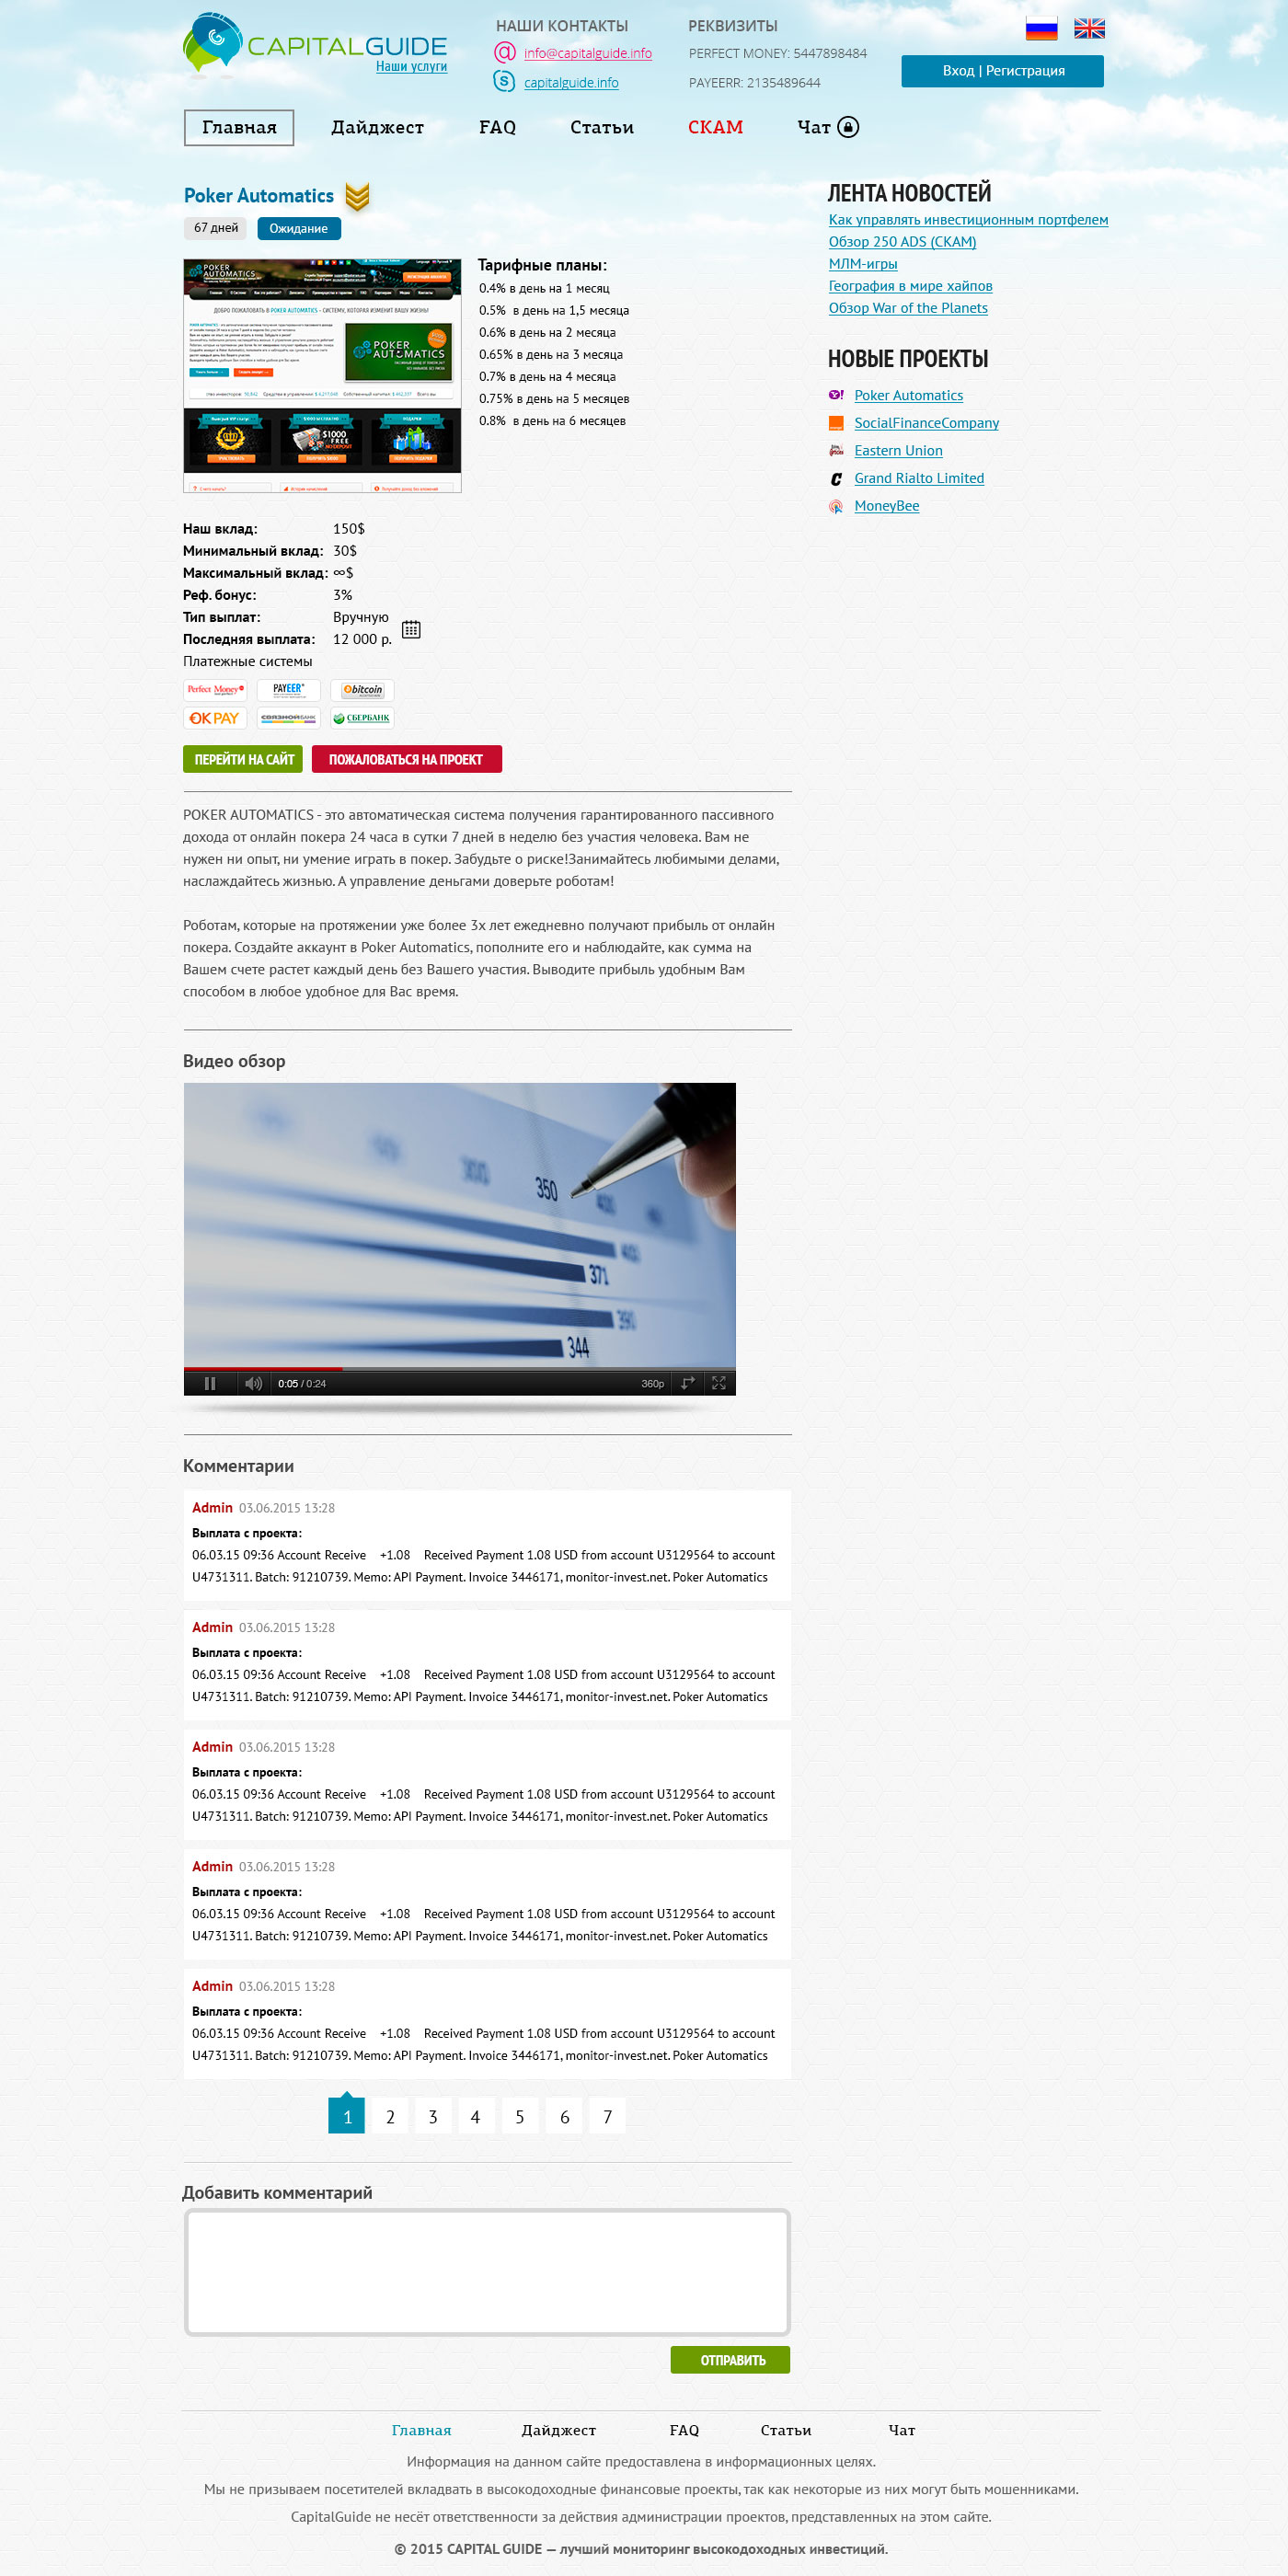 CAPITALGUIDE
Наши услуги
НАШИ КОНТАКТЫ
info@capitalguide.info
capitalguide.info
РЕКВИЗИТЫ
PERFECT MONEY: 5447898484
PAYEERR: 2135489644
Вход | Регистрация
Главная
Дайджест
FAQ
Статьи
СКАМ
Чат
Poker Automatics
67 дней
Ожидание
POKER
AUTOMATICS
ДОБРО ПОЖАЛОВАТЬ В POKER AUTOMATICS - СИСТЕМУ, КОТОРАЯ ИЗМЕНИТ ВАШУ ЖИЗНЬ!
POKER
AUTOMATICS
$1000
FREE
Тарифные планы:
0.4% в день на 1 месяц
0.5% в день на 1,5 месяца
0.6% в день на 2 месяца
0.65% в день на 3 месяца
0.7% в день на 4 месяца
0.75% в день на 5 месяцев
0.8% в день на 6 месяцев
Наш вклад: 150$
Минимальный вклад: 30$
Максимальный вклад: ∞$
Реф. бонус: 3%
Тип выплат: Вручную
Последняя выплата: 12 000 р.
Платежные системы
Perfect Money
PAYEER
bitcoin
OKPAY
СВЯЗНОЙ БАНК
СБЕРБАНК
ПЕРЕЙТИ НА САЙТ
ПОЖАЛОВАТЬСЯ НА ПРОЕКТ
POKER AUTOMATICS - это автоматическая система получения гарантированного пассивного
дохода от онлайн покера 24 часа в сутки 7 дней в неделю без участия человека. Вам не
нужен ни опыт, ни умение играть в покер. Забудьте о риске!Занимайтесь любимыми делами,
наслаждайтесь жизнью. А управление деньгами доверьте роботам!
Роботам, которые на протяжении уже более 3х лет ежедневно получают прибыль от онлайн
покера. Создайте аккаунт в Poker Automatics, пополните его и наблюдайте, как сумма на
Вашем счете растет каждый день без Вашего участия. Выводите прибыль удобным Вам
способом в любое удобное для Вас время.
Видео обзор
300
350
403
371
390
344
0:05 / 0:24
360p
Комментарии
Admin 03.06.2015 13:28
Выплата с проекта:
06.03.15 09:36 Account Receive +1.08 Received Payment 1.08 USD from account U3129564 to account
U4731311. Batch: 91210739. Memo: API Payment. Invoice 3446171, monitor-invest.net. Poker Automatics
Admin 03.06.2015 13:28
Выплата с проекта:
06.03.15 09:36 Account Receive +1.08 Received Payment 1.08 USD from account U3129564 to account
U4731311. Batch: 91210739. Memo: API Payment. Invoice 3446171, monitor-invest.net. Poker Automatics
Admin 03.06.2015 13:28
Выплата с проекта:
06.03.15 09:36 Account Receive +1.08 Received Payment 1.08 USD from account U3129564 to account
U4731311. Batch: 91210739. Memo: API Payment. Invoice 3446171, monitor-invest.net. Poker Automatics
Admin 03.06.2015 13:28
Выплата с проекта:
06.03.15 09:36 Account Receive +1.08 Received Payment 1.08 USD from account U3129564 to account
U4731311. Batch: 91210739. Memo: API Payment. Invoice 3446171, monitor-invest.net. Poker Automatics
Admin 03.06.2015 13:28
Выплата с проекта:
06.03.15 09:36 Account Receive +1.08 Received Payment 1.08 USD from account U3129564 to account
U4731311. Batch: 91210739. Memo: API Payment. Invoice 3446171, monitor-invest.net. Poker Automatics
1 2 3 4 5 6 7
Добавить комментарий
ОТПРАВИТЬ
ЛЕНТА НОВОСТЕЙ
Как управлять инвестиционным портфелем
Обзор 250 ADS (СКАМ)
МЛМ-игры
География в мире хайпов
Обзор War of the Planets
НОВЫЕ ПРОЕКТЫ
Poker Automatics
SocialFinanceCompany
Eastern Union
Grand Rialto Limited
MoneyBee
Главная
Дайджест
FAQ
Статьи
Чат
Информация на данном сайте предоставлена в информационных целях.
Мы не призываем посетителей вкладвать в высокодоходные финансовые проекты, так как некоторые из них могут быть мошенниками.
CapitalGuide не несёт ответственности за действия администрации проектов, представленных на этом сайте.
© 2015 CAPITAL GUIDE — лучший мониторинг высокодоходных инвестиций.